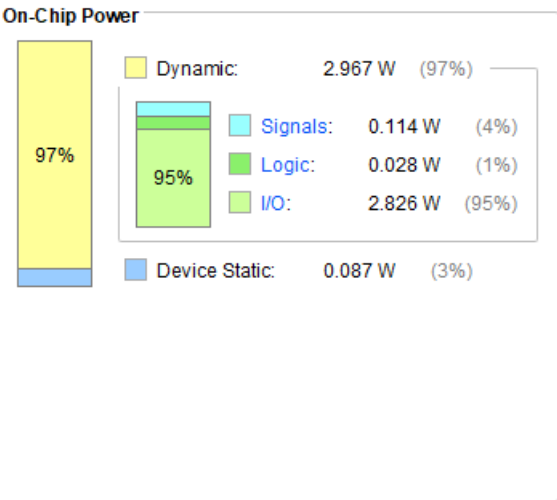 On-Chip Power
Dynamic: 2.967 W (97%)
97%
Signals: 0.114 W (4%)
Logic: 0.028 W (1%)
95%
I/O: 2.826 W (95%)
Device Static: 0.087 W (3%)